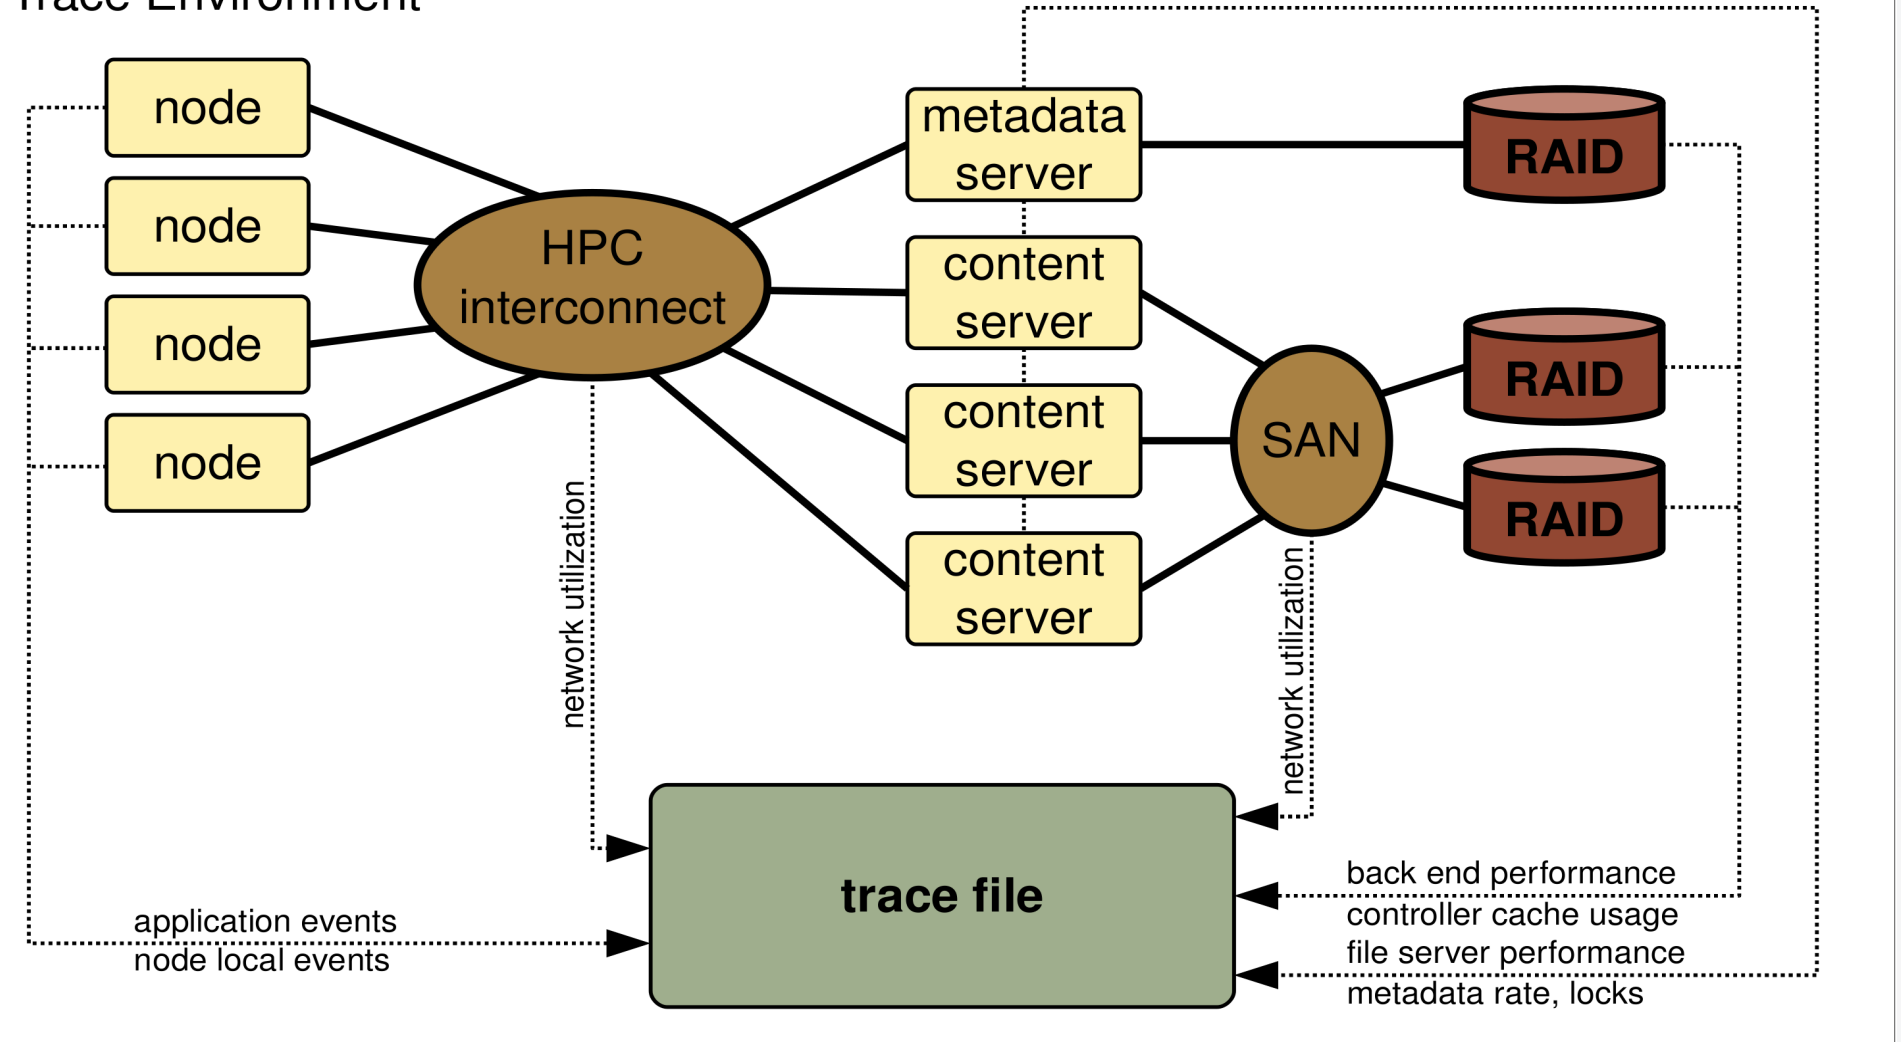 Trace Environment
node
node
node
node
HPC
interconnect
metadata
server
content
server
content
server
content
server
SAN
RAID
RAID
RAID
network utilization
network utilization
trace file
application events
node local events
back end performance
controller cache usage
file server performance
metadata rate, locks